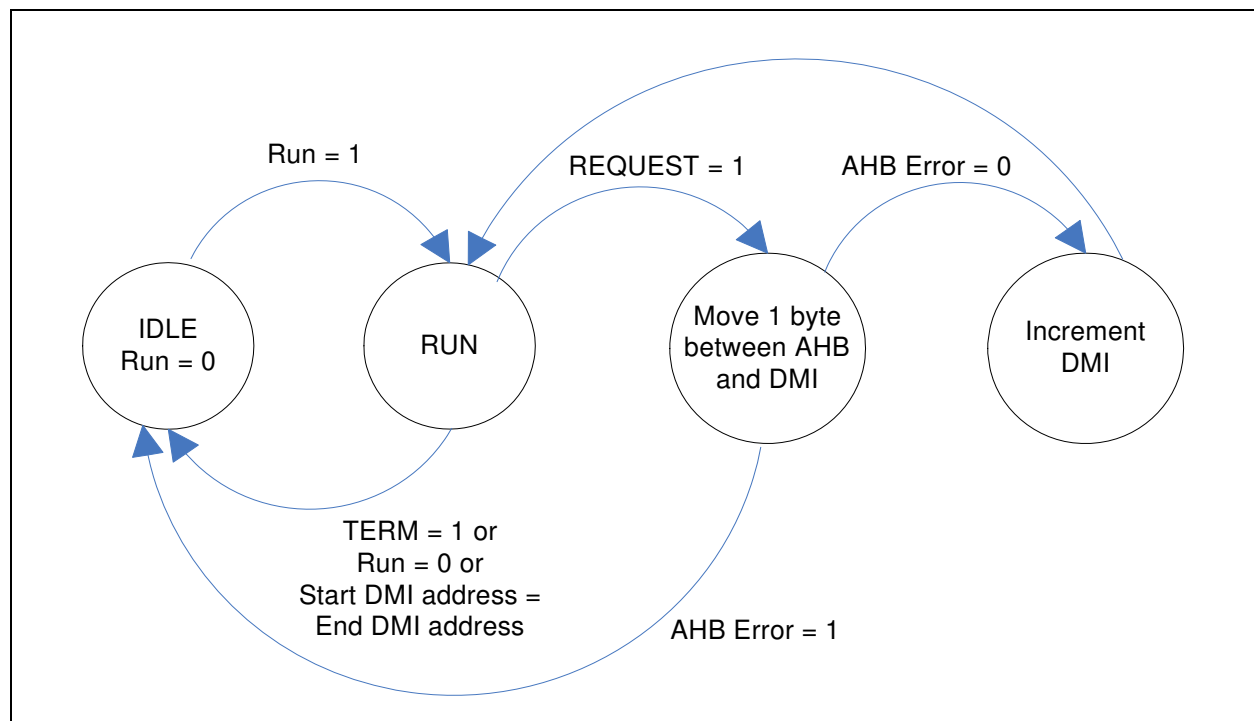 Run = 1
REQUEST = 1
AHB Error = 0
IDLE
Run = 0
RUN
Move 1 byte
between AHB
and DMI
Increment
DMI
TERM = 1 or
Run = 0 or
Start DMI address =
End DMI address
AHB Error = 1